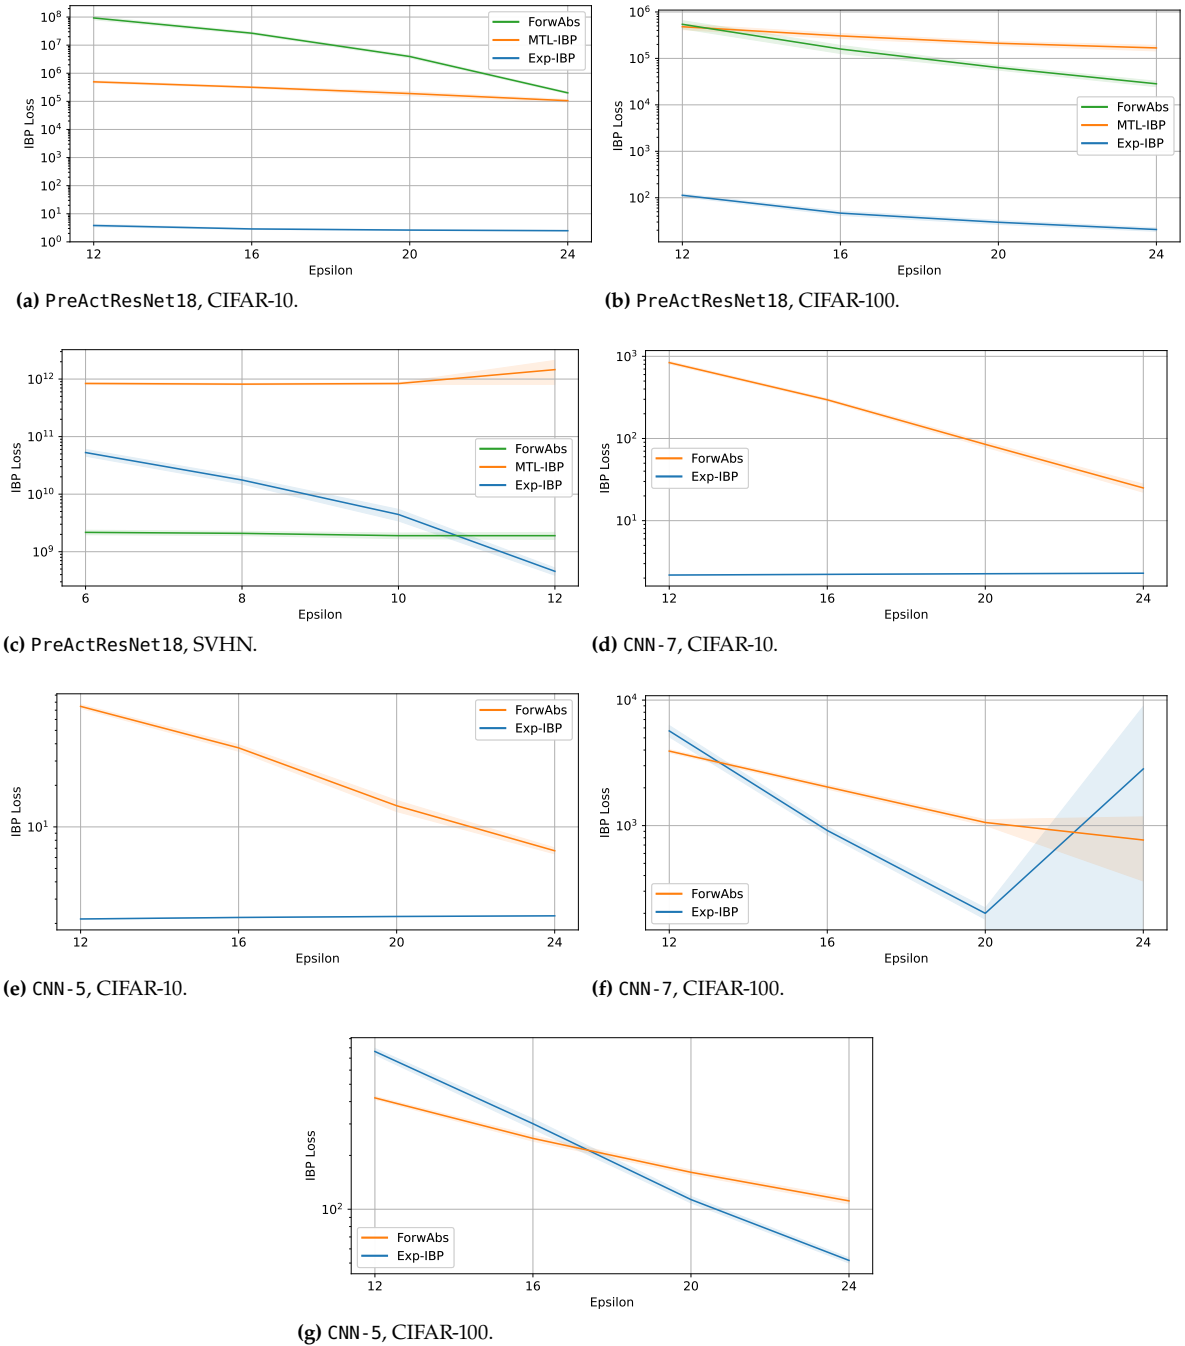 10^8
10^7
10^6
10^5
10^4
10^3
10^2
10^1
10^0
IBP Loss
ForwAbs
MTL-IBP
Exp-IBP
12 16 20 24
Epsilon
(a) PreActResNet18, CIFAR-10.
10^6
10^5
10^4
10^3
10^2
IBP Loss
ForwAbs
MTL-IBP
Exp-IBP
12 16 20 24
Epsilon
(b) PreActResNet18, CIFAR-100.
10^12
10^11
10^10
10^9
IBP Loss
ForwAbs
MTL-IBP
Exp-IBP
6 8 10 12
Epsilon
(c) PreActResNet18, SVHN.
10^3
10^2
10^1
IBP Loss
ForwAbs
Exp-IBP
12 16 20 24
Epsilon
(d) CNN-7, CIFAR-10.
10^1
IBP Loss
ForwAbs
Exp-IBP
12 16 20 24
Epsilon
(e) CNN-5, CIFAR-10.
10^4
10^3
IBP Loss
ForwAbs
Exp-IBP
12 16 20 24
Epsilon
(f) CNN-7, CIFAR-100.
10^2
IBP Loss
ForwAbs
Exp-IBP
12 16 20 24
Epsilon
(g) CNN-5, CIFAR-100.